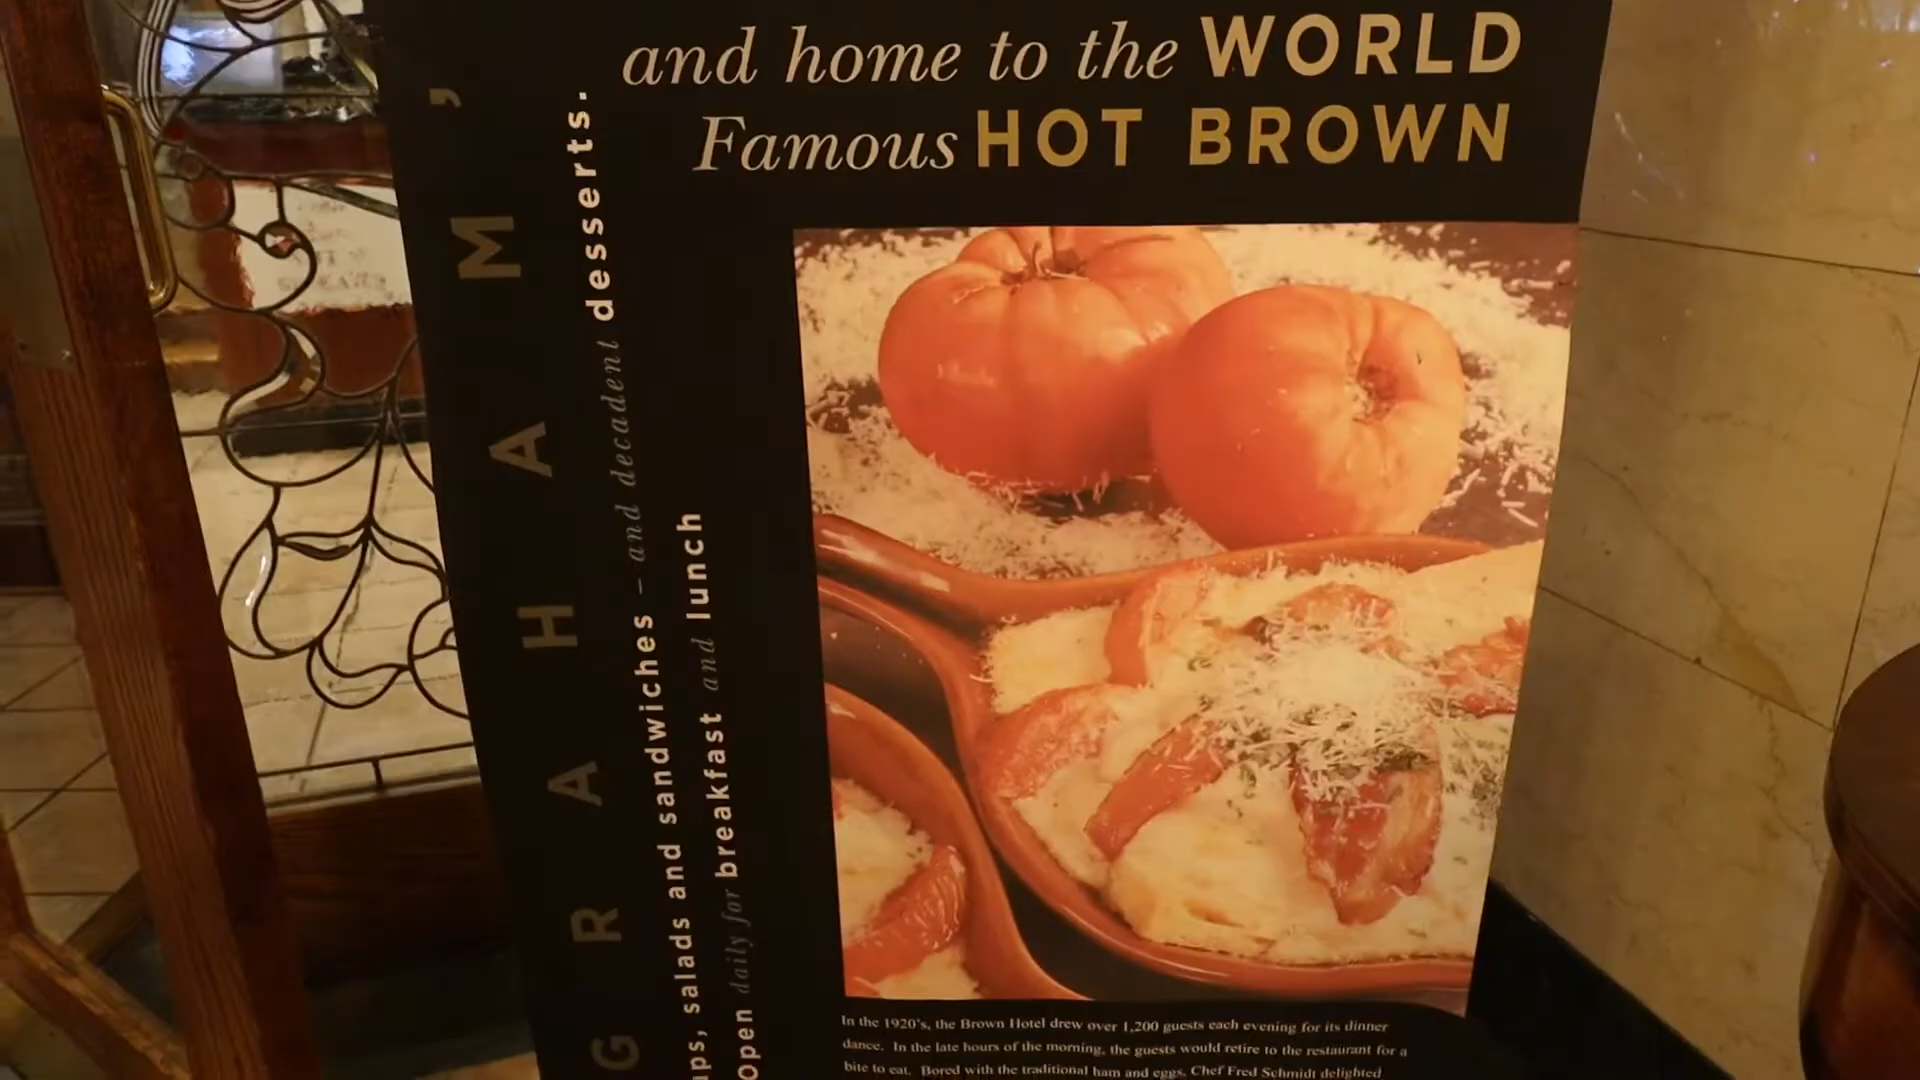 and home to the WORLD
Famous HOT BROWN
GRAHAM'
ups, salads and sandwiches – and decadent desserts.
open daily for breakfast and lunch
In the 1920's, the Brown Hotel drew over 1,200 guests each evening for its dinner
dance. In the late hours of the morning, the guests would retire to the restaurant for a
bite to eat. Bored with the traditional ham and eggs, Chef Fred Schmidt delighted